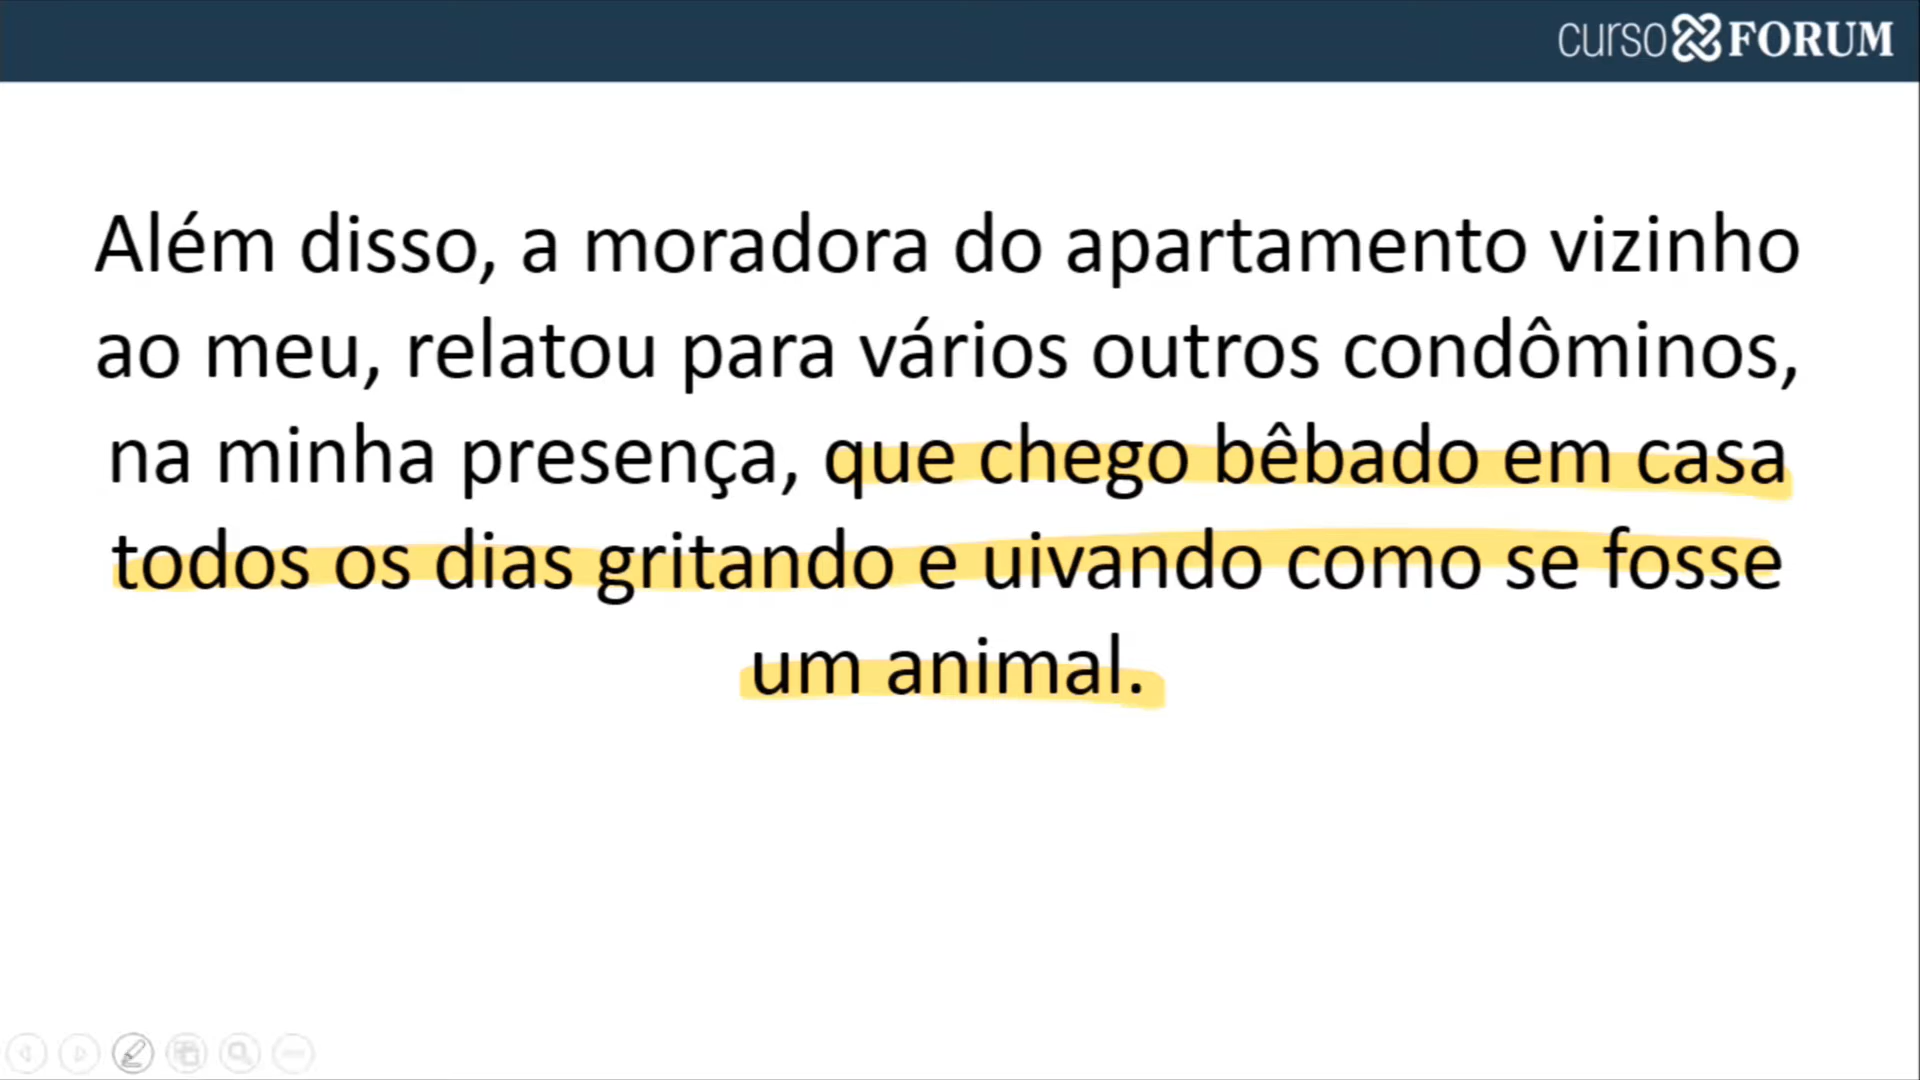 curso FORUM
Além disso, a moradora do apartamento vizinho
ao meu, relatou para vários outros condôminos,
na minha presença, que chego bêbado em casa
todos os dias gritando e uivando como se fosse
um animal.